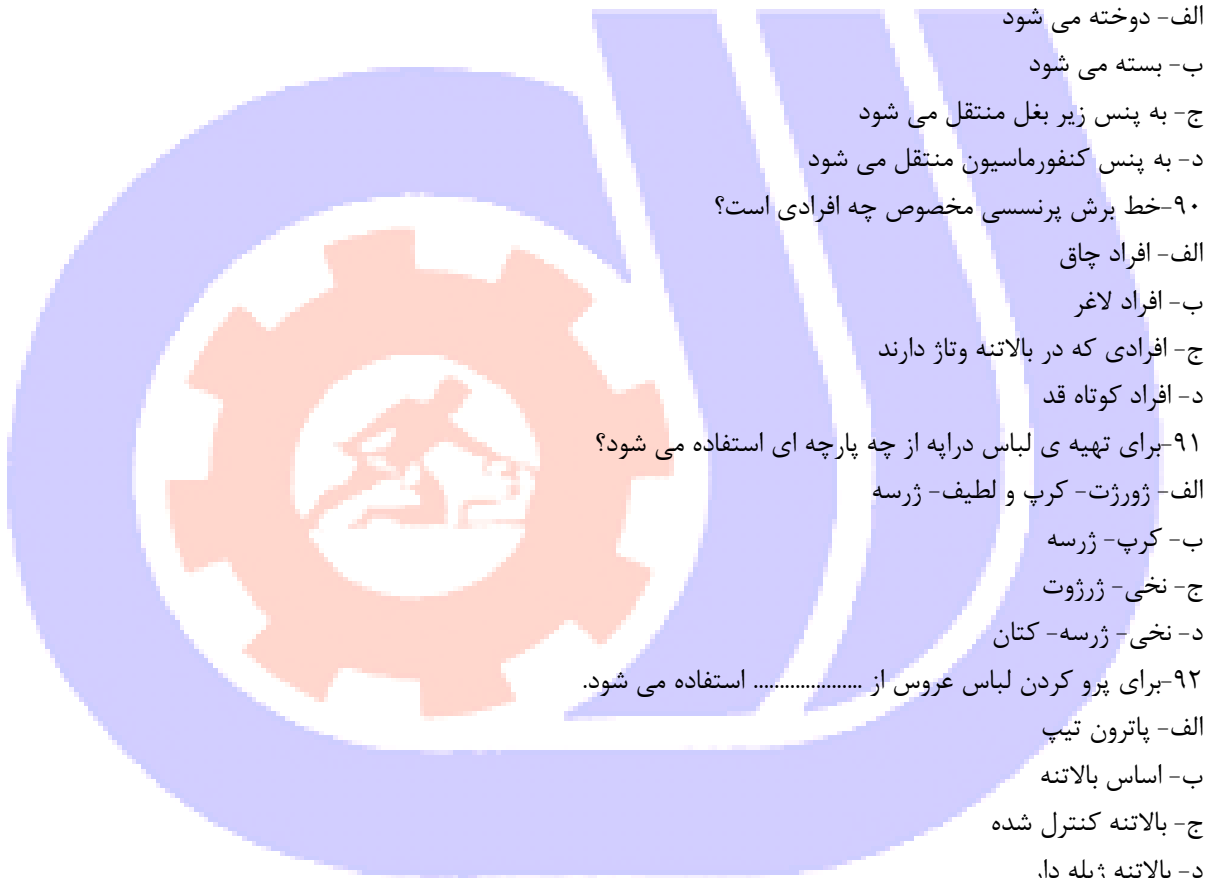 الف- دوخته می شود
ب- بسته می شود
ج- به پنس زیر بغل منتقل می شود
د- به پنس کنفورماسیون منتقل می شود
۹۰-خط برش پرنسسی مخصوص چه افرادی است؟
الف- افراد چاق
ب- افراد لاغر
ج- افرادی که در بالاتنه وتاژ دارند
د- افراد کوتاه قد
۹۱-برای تهیه ی لباس دراپه از چه پارچه ای استفاده می شود؟
الف- ژورژت- کرپ و لطیف- ژرسه
ب- کرپ- ژرسه
ج- نخی- ژرژوت
د- نخی- ژرسه- کتان
۹۲-برای پرو کردن لباس عروس از ..................... استفاده می شود.
الف- پاترون تیپ
ب- اساس بالاتنه
ج- بالاتنه کنترل شده
د- بالاتنه ژیله دار